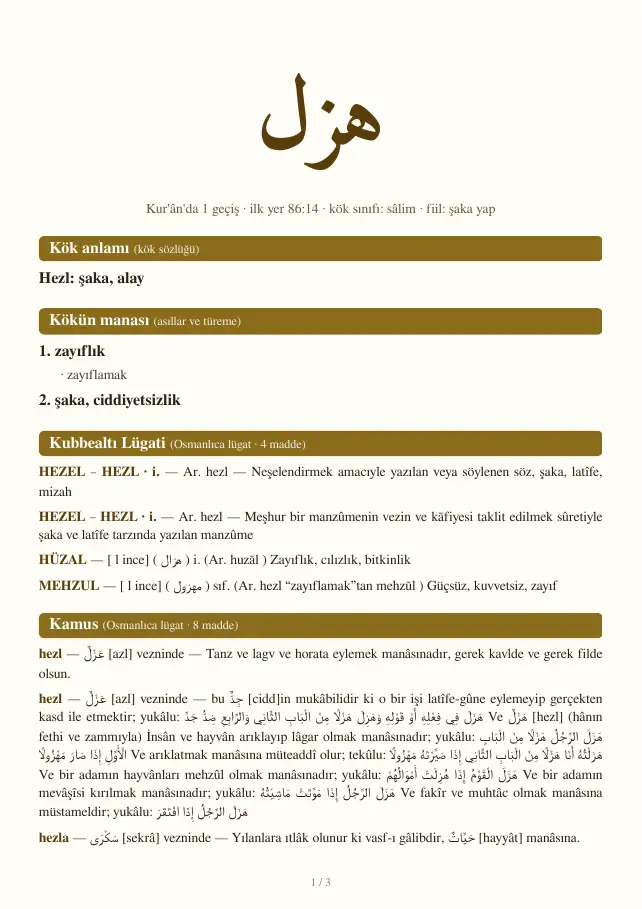 هزل
Kur'ân'da 1 geçiş · ilk yer 86:14 · kök sınıfı: sâlim · fiil: şaka yap
Kök anlamı (kök sözlüğü)
Hezl: şaka, alay
Kökün manası (asıllar ve türeme)
1. zayıflık
· zayıflamak
2. şaka, ciddiyetsizlik
Kubbealtı Lügati (Osmanlıca lügat · 4 madde)
HEZEL – HEZL · i. — Ar. hezl — Neşelendirmek amacıyle yazılan veya söylenen söz, şaka, latîfe,
mizah
HEZEL – HEZL · i. — Ar. hezl — Meşhur bir manzûmenin vezin ve kāfiyesi taklit edilmek sûretiyle
şaka ve latîfe tarzında yazılan manzûme
HÜZAL — [ l ince] ( هزال ) i. (Ar. huzāl ) Zayıflık, cılızlık, bitkinlik
MEHZUL — [ l ince] ( مهزول ) sıf. (Ar. hezl “zayıflamak”tan mehzūl ) Güçsüz, kuvvetsiz, zayıf
Kamus (Osmanlıca lügat · 8 madde)
hezl — عَزْلٌ [azl] vezninde — Tanz ve lagv ve horata eylemek manâsınadır, gerek kavlde ve gerek filde
olsun.
hezl — عَزْلٌ [azl] vezninde — bu جِدٌّ [cidd]in mukâbilidir ki o bir işi latîfe-gûne eylemeyip gerçekten
kasd ile etmektir; yukâlu: هَزَلَ فِي فِعْلِهِ أَوْ قَوْلِهِ وَهَزِلَ هَزْلًا مِنَ الْبَابِ الثَّانِي وَالرَّابِعِ ضِدُّ جَدَّ Ve هَزْلٌ [hezl] (hânın
fethi ve zammıyla) İnsân ve hayvân arıklayıp lâgar olmak manâsınadır; yukâlu: هَزَلَ الرَّجُلُ هَزْلًا مِنَ الْبَابِ
الْأَوَّلِ إِذَا صَارَ مَهْزُولًا Ve arıklatmak manâsına müteaddî olur; tekûlu: هَزَلْتُهُ أَنَا هَزْلًا مِنَ الْبَابِ الثَّانِي إِذَا صَيَّرْتَهُ مَهْزُولًا
Ve bir adamın hayvânları mehzûl olmak manâsınadır; yukâlu: هَزَلَ الْقَوْمُ إِذَا هُزِلَتْ أَمْوَالُهُمْ Ve bir adamın
mevâşîsi kırılmak manâsınadır; yukâlu: هَزَلَ الرَّجُلُ إِذَا مَوَّتَتْ مَاشِيَتُهُ Ve fakîr ve muhtâc olmak manâsına
müstameldir; yukâlu: هَزَلَ الرَّجُلُ إِذَا افْتَقَرَ
hezla — سَكْرَى [sekrâ] vezninde — Yılanlara ıtlâk olunur ki vasf-ı gâlibdir, حَيَّاتٌ [hayyât] manâsına.
1 / 3